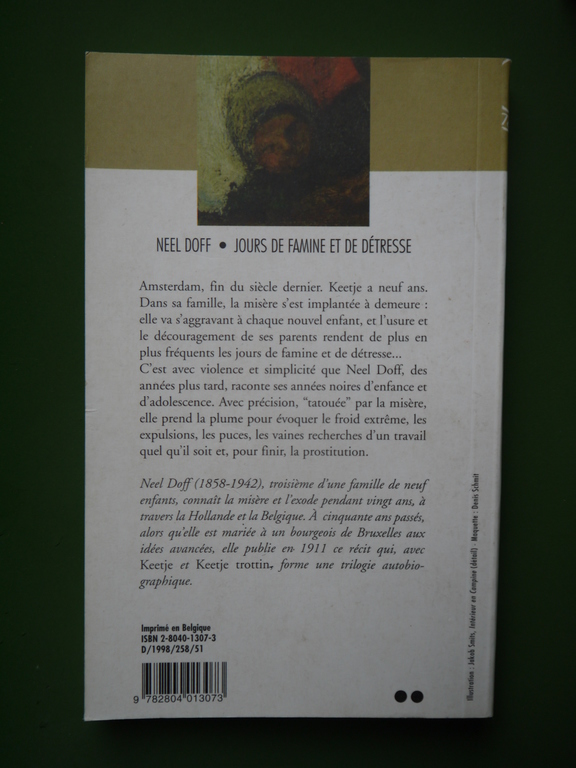 NEEL DOFF • JOURS DE FAMINE ET DE DÉTRESSE
Amsterdam, fin du siècle dernier. Keetje a neuf ans.
Dans sa famille, la misère s'est implantée à demeure :
elle va s'aggravant à chaque nouvel enfant, et l'usure et
le découragement de ses parents rendent de plus en
plus fréquents les jours de famine et de détresse...
C'est avec violence et simplicité que Neel Doff, des
années plus tard, raconte ses années noires d'enfance et
d'adolescence. Avec précision, “tatouée” par la misère,
elle prend la plume pour évoquer le froid extrême, les
expulsions, les puces, les vaines recherches d'un travail
quel qu'il soit et, pour finir, la prostitution.
Neel Doff (1858-1942), troisième d'une famille de neuf
enfants, connaît la misère et l'exode pendant vingt ans, à
travers la Hollande et la Belgique. À cinquante ans passés,
alors qu'elle est mariée à un bourgeois de Bruxelles aux
idées avancées, elle publie en 1911 ce récit qui, avec
Keetje et Keetje trottin, forme une trilogie autobio-
graphique.
Imprimé en Belgique
ISBN 2-8040-1307-3
D/1998/258/51
9 782804 013073
Illustration : Jakob Smits, Intérieur en Campine (détail) - Maquette : Denis Schmit